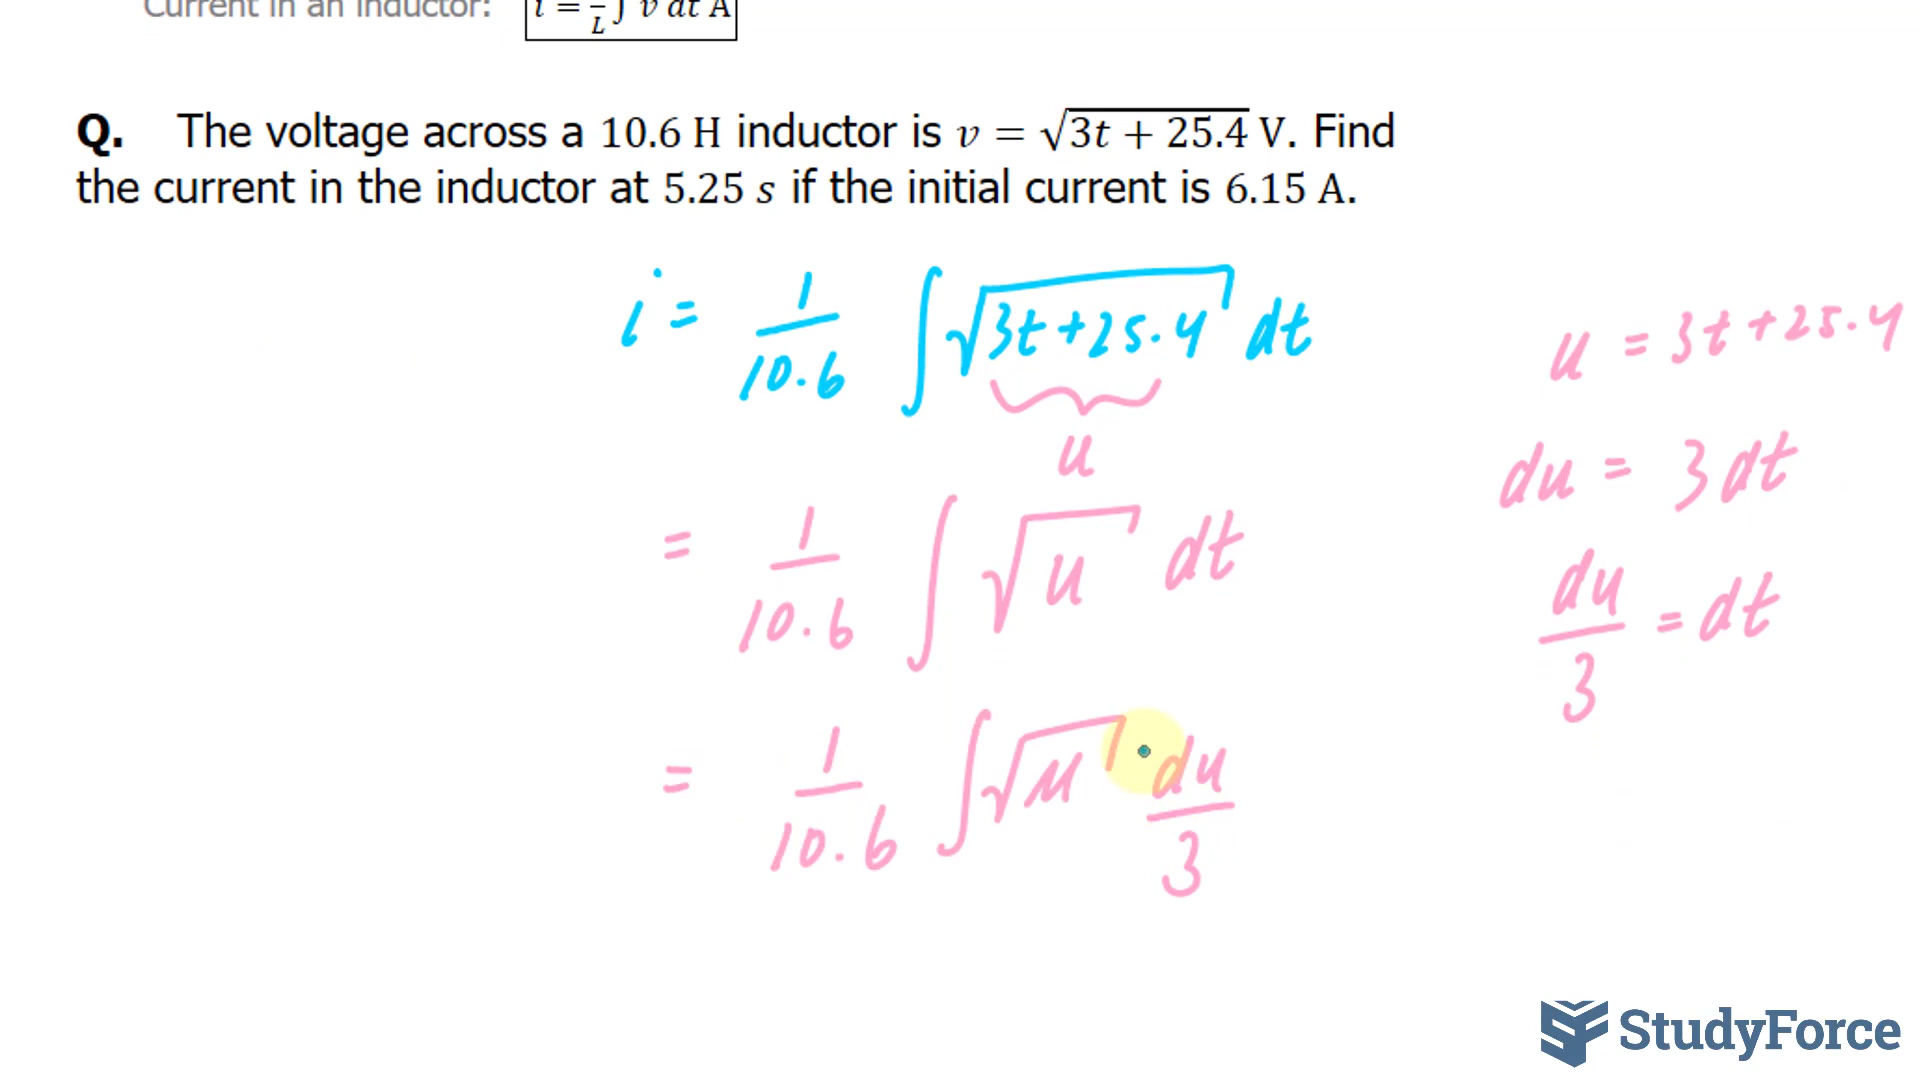 Current in an inductor: i = 1/L ∫ v dt A
Q. The voltage across a 10.6 H inductor is v = √(3t + 25.4) V. Find
the current in the inductor at 5.25 s if the initial current is 6.15 A.
i = 1/10.6 ∫ √(3t+25.4) dt
u
= 1/10.6 ∫ √u dt
= 1/10.6 ∫ √u du/3
u = 3t+25.4
du = 3dt
du/3 = dt
StudyForce